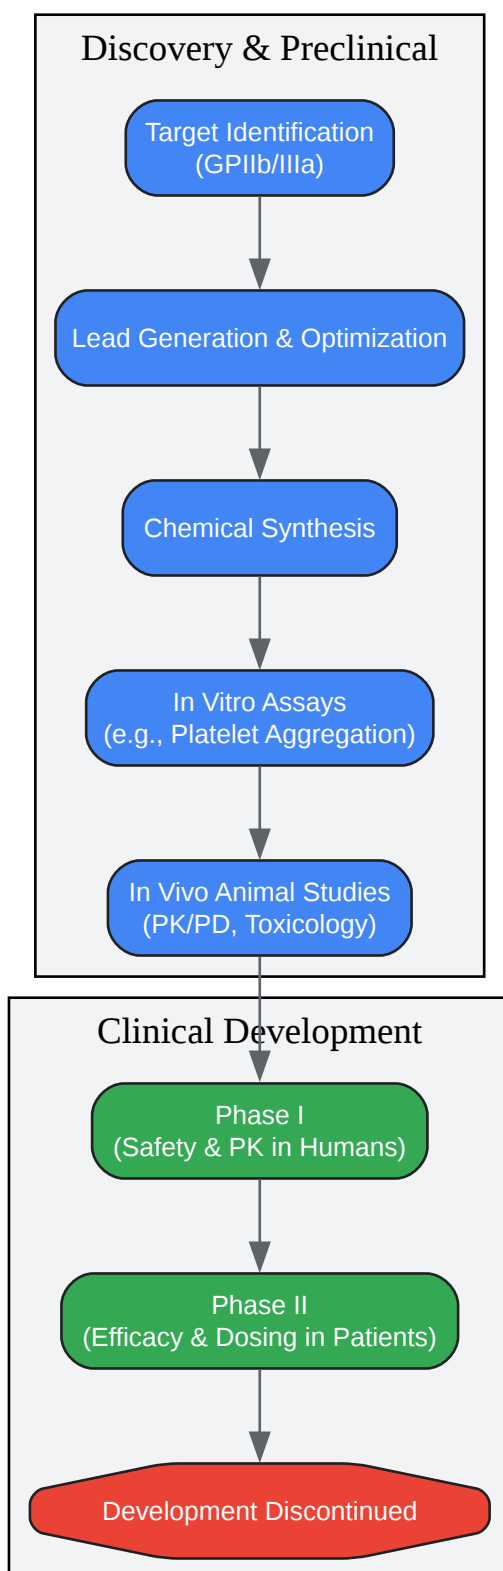 Discovery & Preclinical
Target Identification
(GPIIb/IIIa)
Lead Generation & Optimization
Chemical Synthesis
In Vitro Assays
(e.g., Platelet Aggregation)
In Vivo Animal Studies
(PK/PD, Toxicology)
Clinical Development
Phase I
(Safety & PK in Humans)
Phase II
(Efficacy & Dosing in Patients)
Development Discontinued